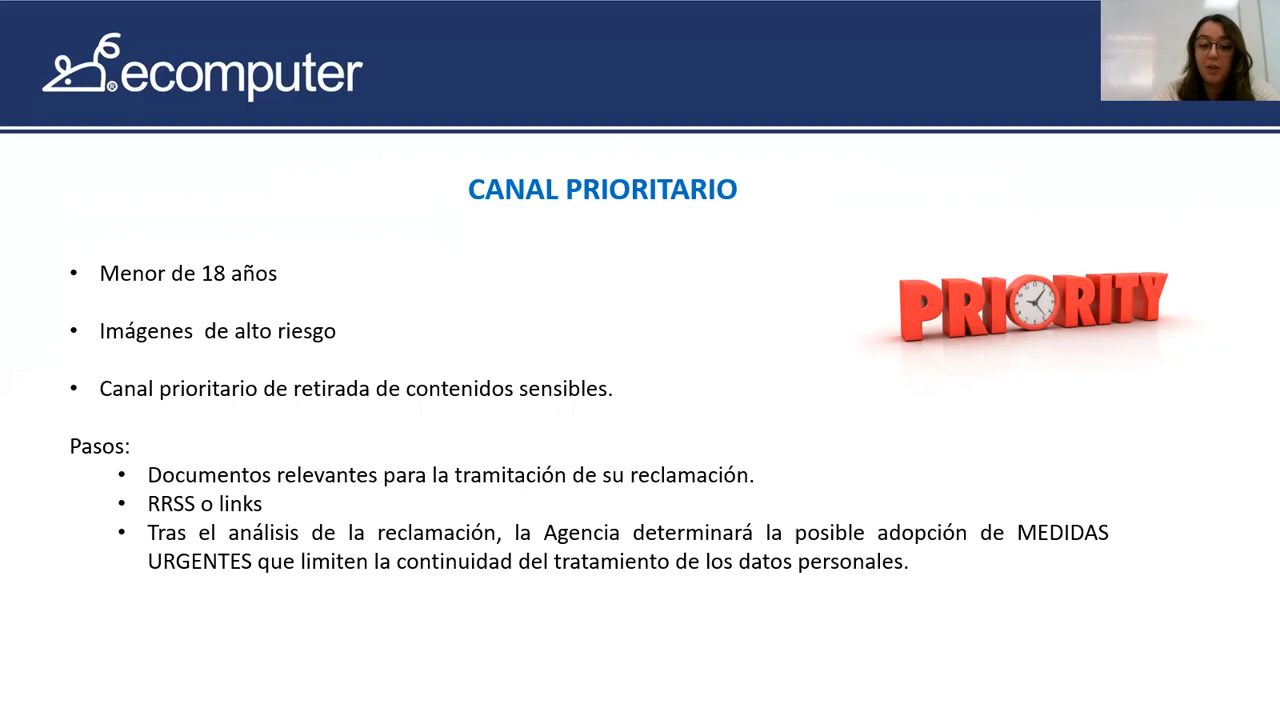 ecomputer
CANAL PRIORITARIO
• Menor de 18 años
PRIORITY
• Imágenes  de alto riesgo
• Canal prioritario de retirada de contenidos sensibles.
Pasos:
• Documentos relevantes para la tramitación de su reclamación.
• RRSS o links
• Tras el análisis de la reclamación, la Agencia determinará la posible adopción de MEDIDAS
URGENTES que limiten la continuidad del tratamiento de los datos personales.